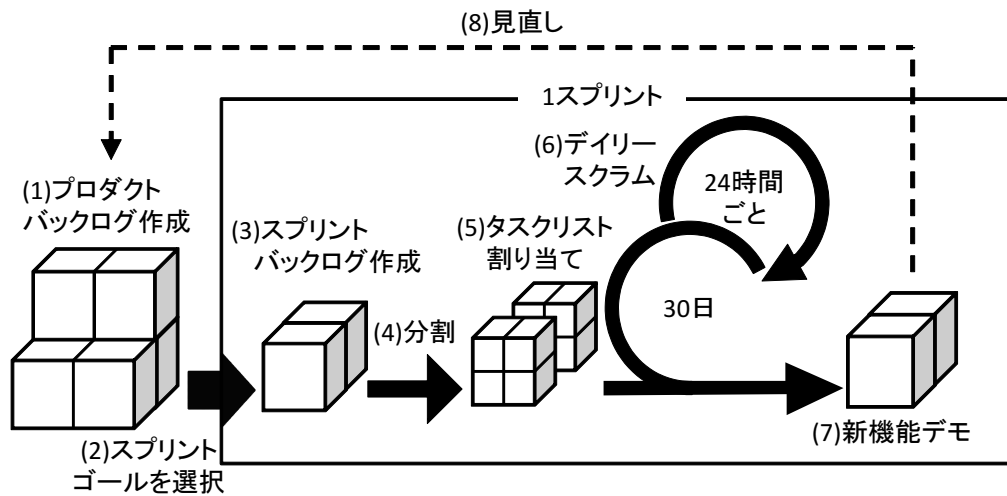 (8)見直し
1スプリント
(1)プロダクト
バックログ作成
(2)スプリント
ゴールを選択
(3)スプリント
バックログ作成
(4)分割
(5)タスクリスト
割り当て
(6)デイリー
スクラム
24時間
ごと
30日
(7)新機能デモ